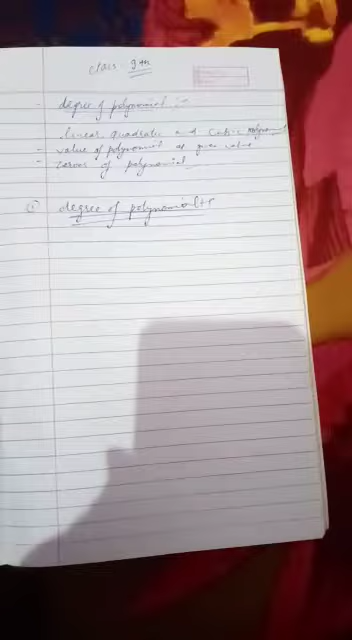 class - 9th
- degree of polynomial :-
linear, quadratic and cubic polynomial
- value of polynomial at given value
- zeroes of polynomial
① degree of polynomial :-